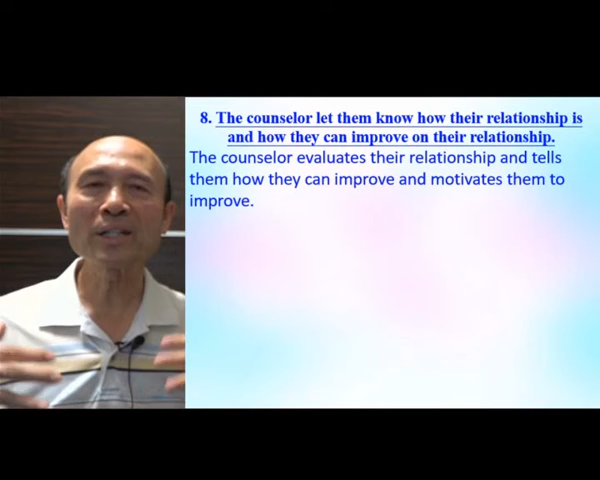 8. The counselor let them know how their relationship is
and how they can improve on their relationship.
The counselor evaluates their relationship and tells
them how they can improve and motivates them to
improve.